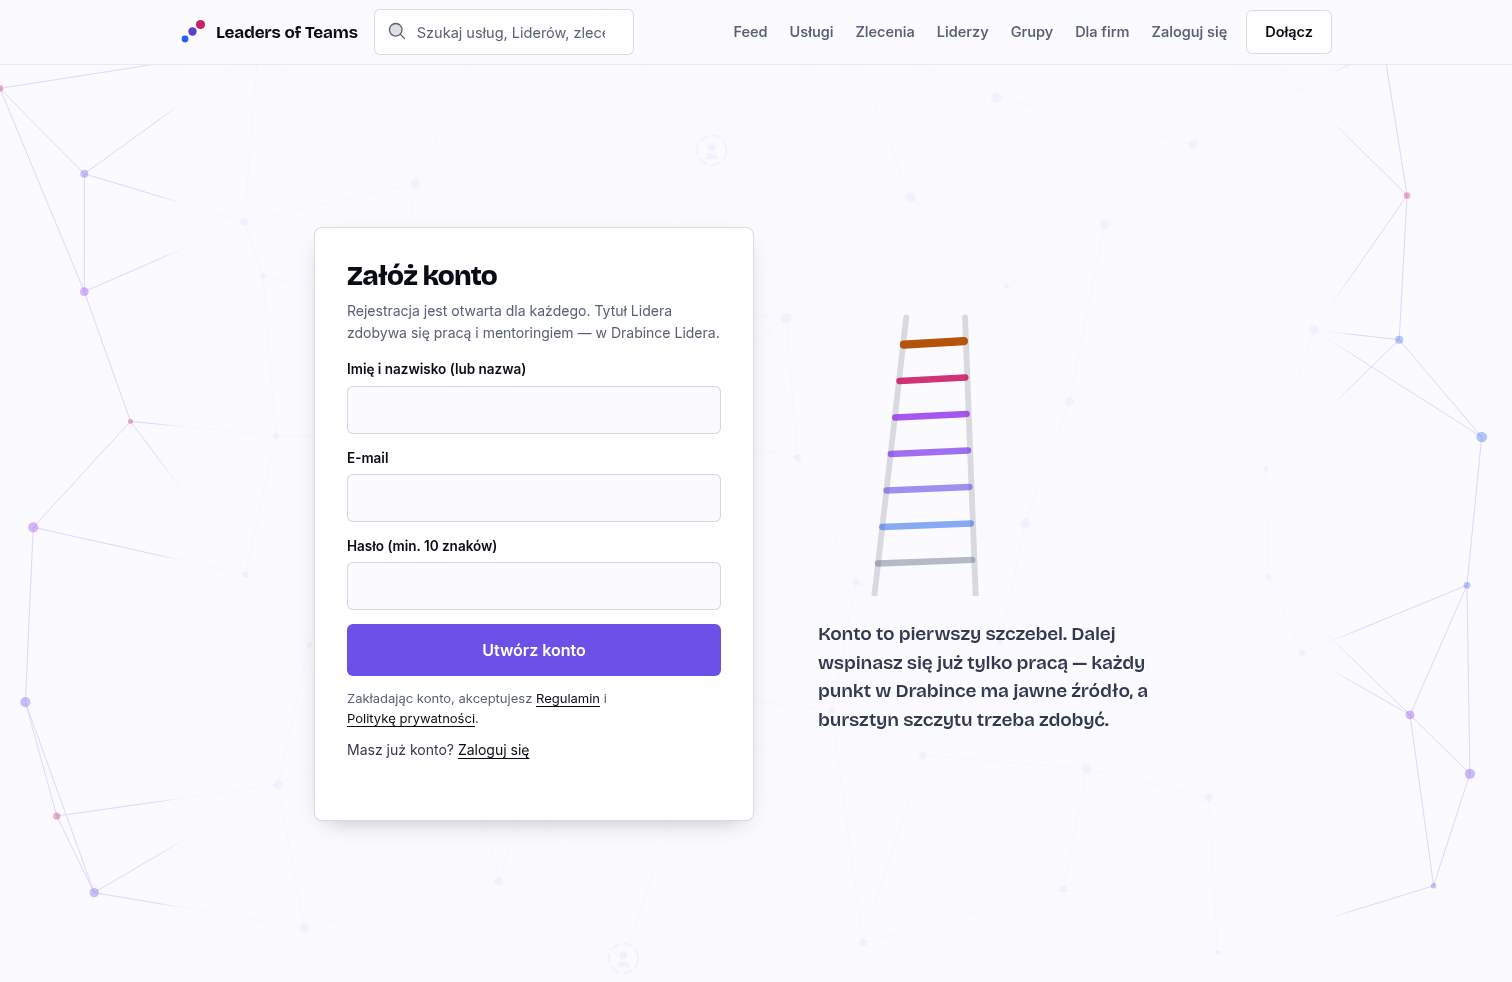 Leaders of Teams
Szukaj usług, Liderów, zlece
Feed
Usługi
Zlecenia
Liderzy
Grupy
Dla firm
Zaloguj się
Dołącz
Załóż konto
Rejestracja jest otwarta dla każdego. Tytuł Lidera
zdobywa się pracą i mentoringiem — w Drabince Lidera.
Imię i nazwisko (lub nazwa)
E-mail
Hasło (min. 10 znaków)
Utwórz konto
Zakładając konto, akceptujesz Regulamin i
Politykę prywatności.
Masz już konto? Zaloguj się
Konto to pierwszy szczebel. Dalej
wspinasz się już tylko pracą — każdy
punkt w Drabince ma jawne źródło, a
bursztyn szczytu trzeba zdobyć.